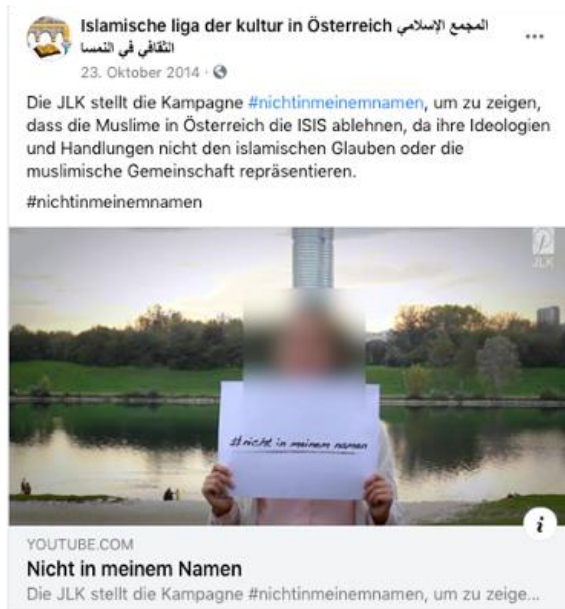 Islamische liga der kultur in Österreich المجمع الإسلامي
الثقافي في النمسا
23. Oktober 2014
Die JLK stellt die Kampagne #nichtinmeinemnamen, um zu zeigen,
dass die Muslime in Österreich die ISIS ablehnen, da ihre Ideologien
und Handlungen nicht den islamischen Glauben oder die
muslimische Gemeinschaft repräsentieren.
#nichtinmeinemnamen
JLK
# nicht in meinem namen
YOUTUBE.COM
Nicht in meinem Namen
Die JLK stellt die Kampagne #nichtinmeinemnamen, um zu zeige...